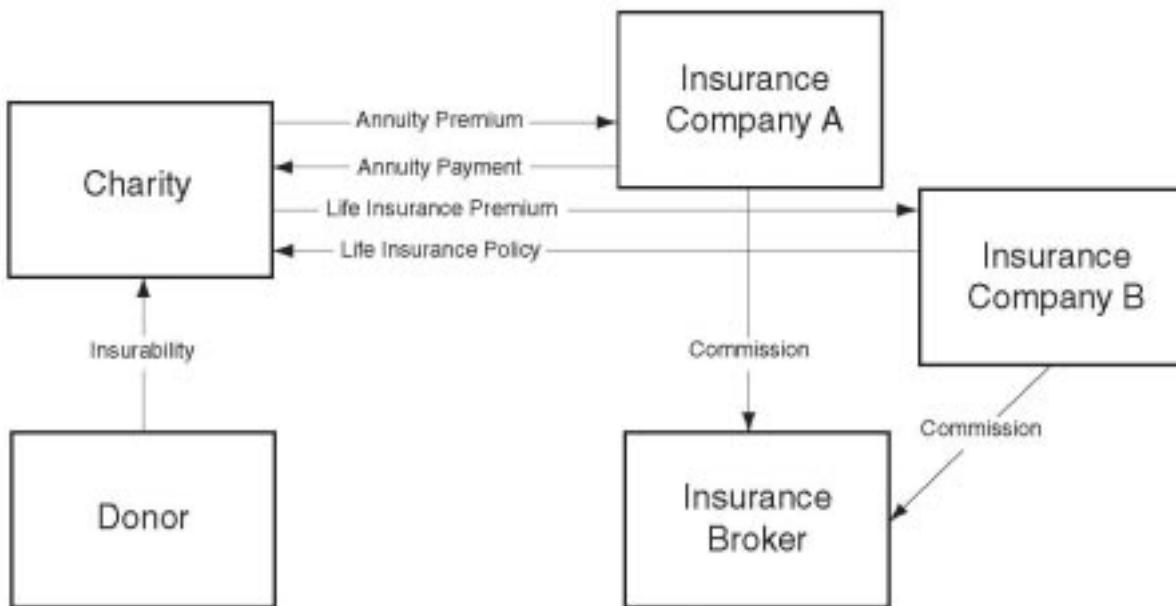 Insurance
Company A
Annuity Premium
Charity
Annuity Payment
Life Insurance Premium
Life Insurance Policy
Insurance
Company B
Insurability
Commission
Commission
Donor
Insurance
Broker